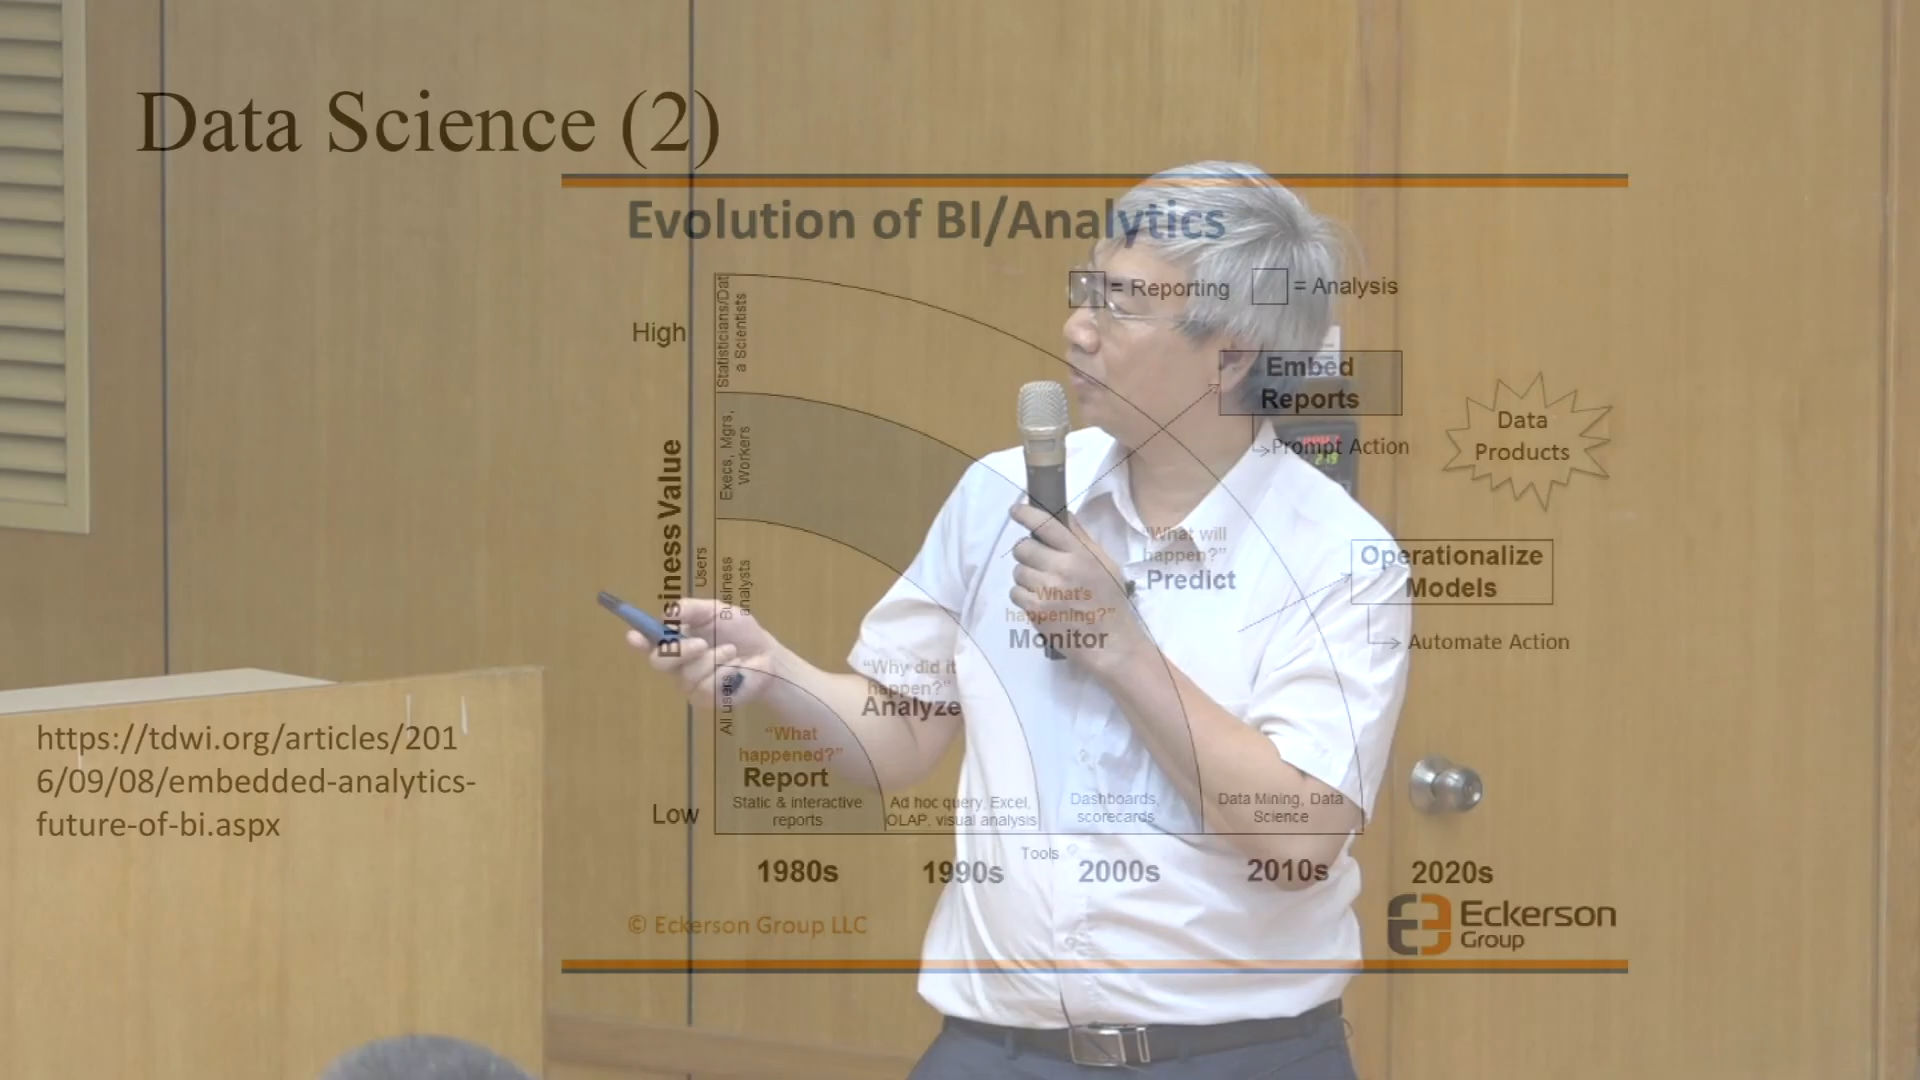 Data Science (2)
Evolution of BI/Analytics
= Reporting
= Analysis
High
Statisticians/Dat
a Scientists
Execs, Mgrs,
Workers
Business Value
Users
Business
analysts
All users
Low
Embed
Reports
Prompt Action
Data
Products
"What will
happen?"
Predict
Operationalize
Models
Automate Action
"What's
happening?"
Monitor
"Why did it
happen?"
Analyze
"What
happened?"
Report
Static & interactive
reports
Ad hoc query, Excel,
OLAP, visual analysis
Dashboards,
scorecards
Data Mining, Data
Science
Tools
1980s
1990s
2000s
2010s
2020s
© Eckerson Group LLC
Eckerson
Group
https://tdwi.org/articles/201
6/09/08/embedded-analytics-
future-of-bi.aspx